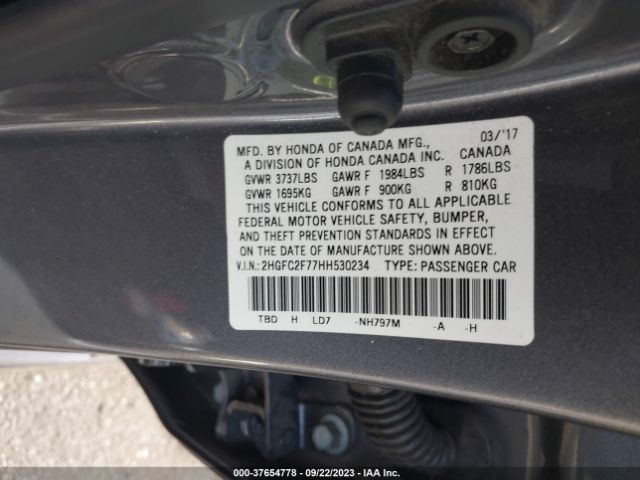 MFD. BY HONDA OF CANADA MFG., 03/'17
A DIVISION OF HONDA CANADA INC. CANADA
GVWR 3737LBS GAWR F 1984LBS R 1786LBS
GVWR 1695KG GAWR F 900KG R 810KG
THIS VEHICLE CONFORMS TO ALL APPLICABLE
FEDERAL MOTOR VEHICLE SAFETY, BUMPER,
AND THEFT PREVENTION STANDARDS IN EFFECT
ON THE DATE OF MANUFACTURE SHOWN ABOVE.
V.I.N.: 2HGFC2F77HH530234 TYPE: PASSENGER CAR
TBD H LD7 -NH797M -A -H
000-37654778 - 09/22/2023 - IAA Inc.